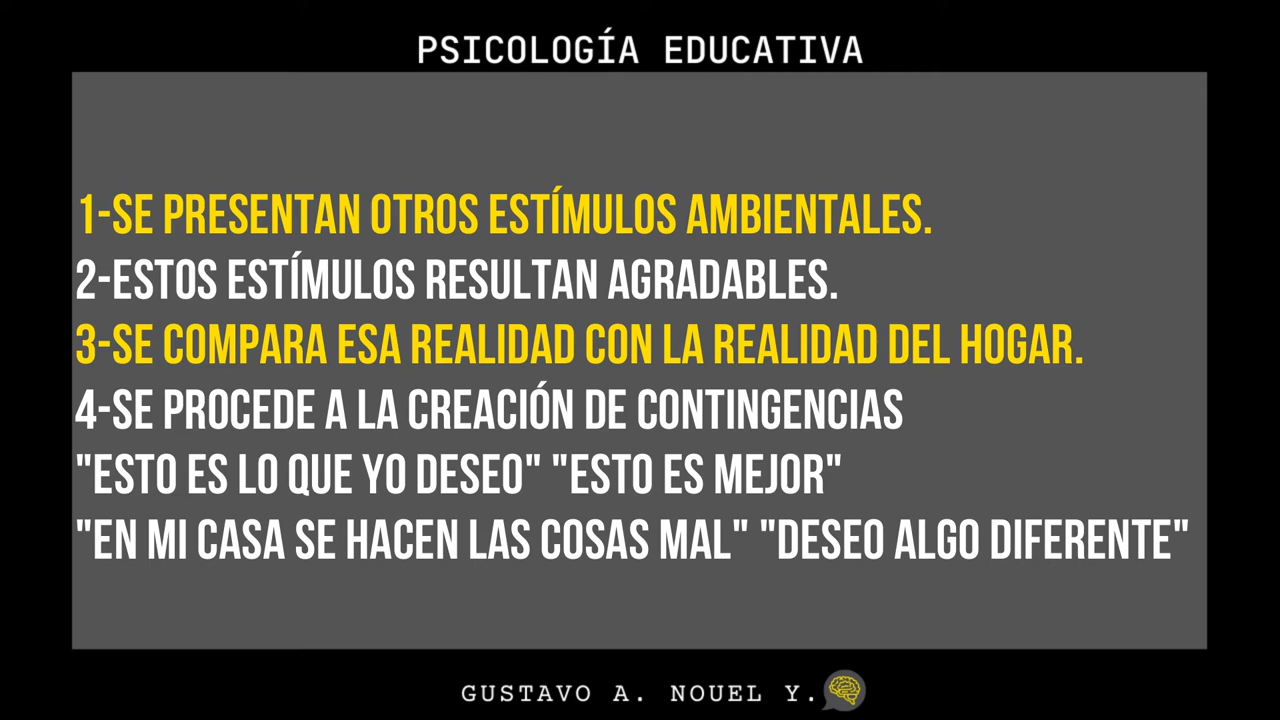 PSICOLOGÍA EDUCATIVA
1-SE PRESENTAN OTROS ESTÍMULOS AMBIENTALES.
2-ESTOS ESTÍMULOS RESULTAN AGRADABLES.
3-SE COMPARA ESA REALIDAD CON LA REALIDAD DEL HOGAR.
4-SE PROCEDE A LA CREACIÓN DE CONTINGENCIAS
"ESTO ES LO QUE YO DESEO" "ESTO ES MEJOR"
"EN MI CASA SE HACEN LAS COSAS MAL" "DESEO ALGO DIFERENTE"
GUSTAVO A. NOUEL Y.